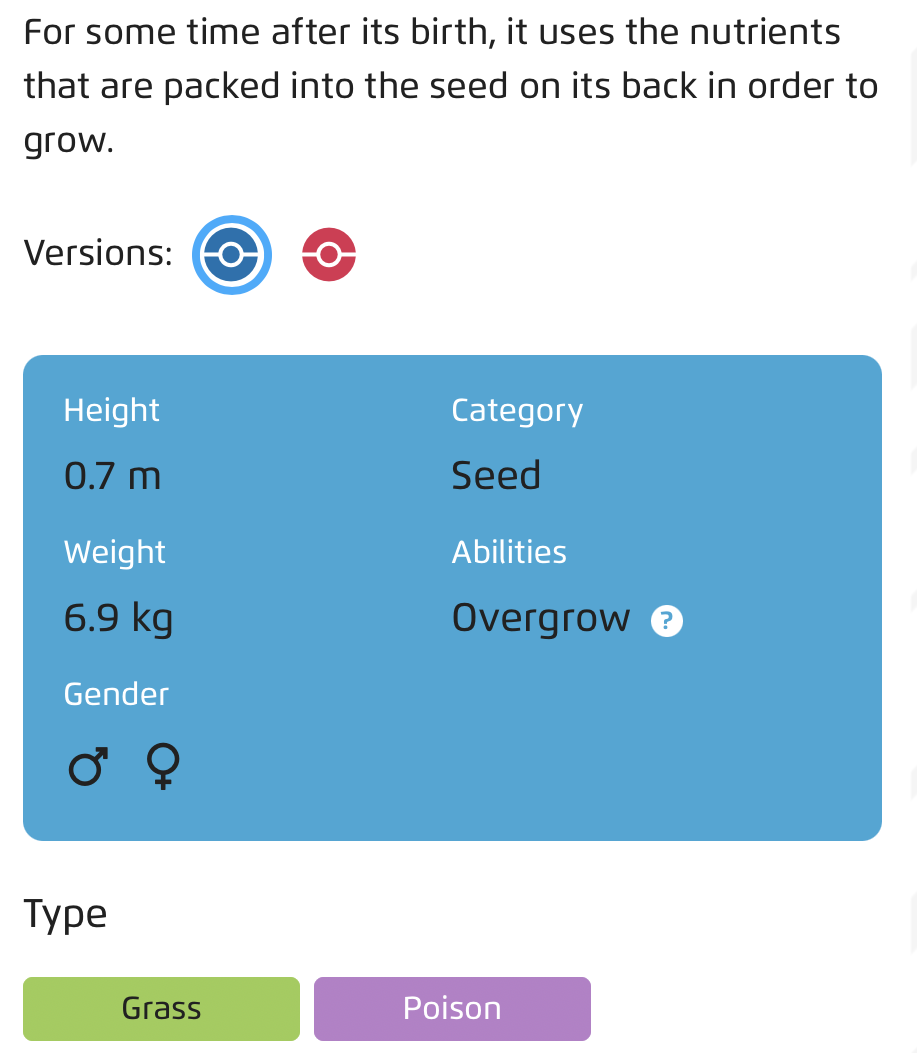 For some time after its birth, it uses the nutrients
that are packed into the seed on its back in order to
grow.
Versions:
Height
0.7 m
Weight
6.9 kg
Gender
Category
Seed
Abilities
Overgrow ?
Type
Grass
Poison